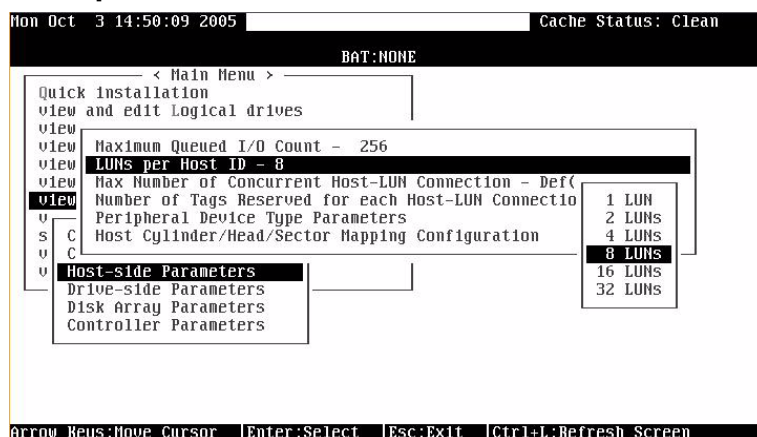 Mon Oct 3 14:50:09 2005 Cache Status: Clean
BAT:NONE
< Main Menu >
Quick installation
view and edit Logical drives
view
view Maximum Queued I/O Count - 256
view LUNs per Host ID - 8
view Max Number of Concurrent Host-LUN Connection - Def(
view Number of Tags Reserved for each Host-LUN Connectio
v Peripheral Device Type Parameters
s C Host Cylinder/Head/Sector Mapping Configuration
v C
v Host-side Parameters
Drive-side Parameters
Disk Array Parameters
Controller Parameters
1 LUN
2 LUNs
4 LUNs
8 LUNs
16 LUNs
32 LUNs
Arrow Keys:Move Cursor |Enter:Select |Esc:Exit |Ctrl+L:Refresh Screen